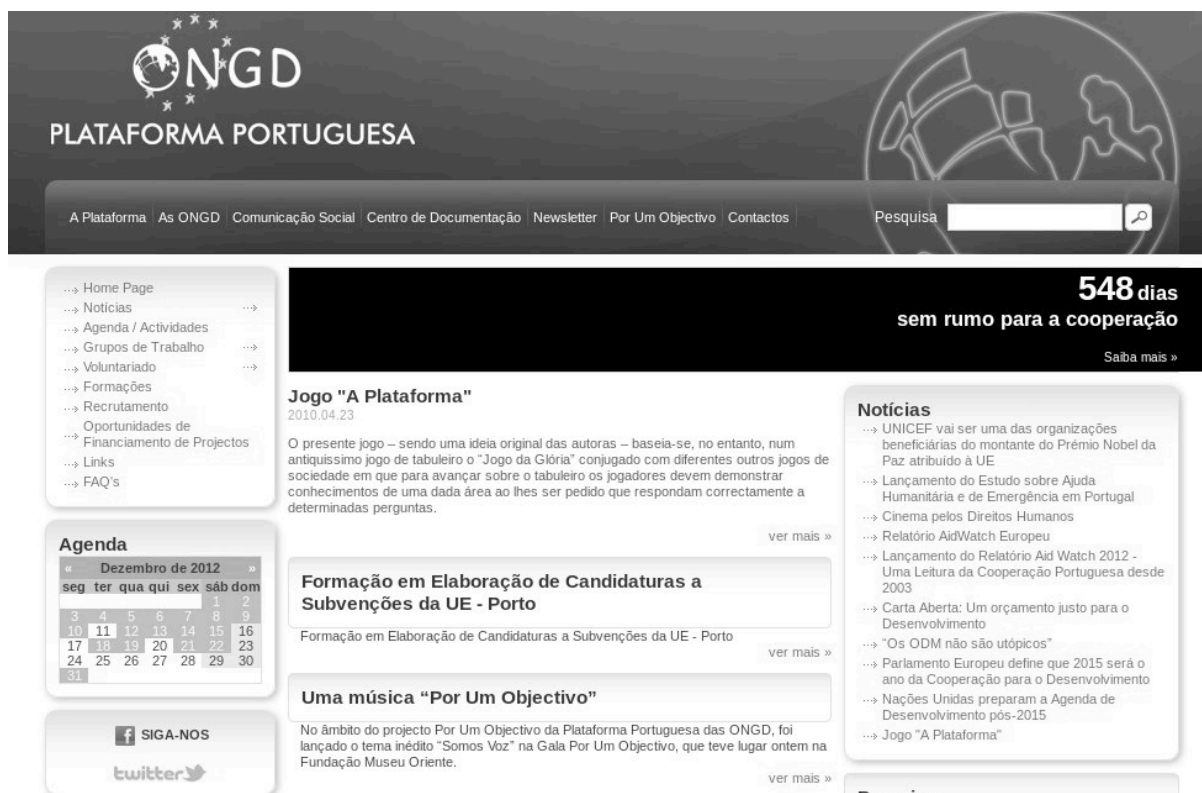 ONGD
PLATAFORMA PORTUGUESA
A Plataforma
As ONGD
Comunicação Social
Centro de Documentação
Newsletter
Por Um Objectivo
Contactos
Pesquisa
Home Page
Notícias
Agenda / Actividades
Grupos de Trabalho
Voluntariado
Formações
Recrutamento
Oportunidades de
Financiamento de Projectos
Links
FAQ's
Agenda
« Dezembro de 2012 »
seg ter qua qui sex sáb dom
1 2
3 4 5 6 7 8 9
10 11 12 13 14 15 16
17 18 19 20 21 22 23
24 25 26 27 28 29 30
31
SIGA-NOS
twitter
548 dias
sem rumo para a cooperação
Saiba mais »
Jogo "A Plataforma"
2010.04.23
O presente jogo – sendo uma ideia original das autoras – baseia-se, no entanto, num
antiquissimo jogo de tabuleiro o “Jogo da Glória” conjugado com diferentes outros jogos de
sociedade em que para avançar sobre o tabuleiro os jogadores devem demonstrar
conhecimentos de uma dada área ao lhes ser pedido que respondam correctamente a
determinadas perguntas.
ver mais »
Formação em Elaboração de Candidaturas a
Subvenções da UE - Porto
Formação em Elaboração de Candidaturas a Subvenções da UE - Porto
ver mais »
Uma música “Por Um Objectivo”
No âmbito do projecto Por Um Objectivo da Plataforma Portuguesa das ONGD, foi
lançado o tema inédito “Somos Voz” na Gala Por Um Objectivo, que teve lugar ontem na
Fundação Museu Oriente.
ver mais »
Notícias
UNICEF vai ser uma das organizações
beneficiárias do montante do Prémio Nobel da
Paz atribuído à UE
Lançamento do Estudo sobre Ajuda
Humanitária e de Emergência em Portugal
Cinema pelos Direitos Humanos
Relatório AidWatch Europeu
Lançamento do Relatório Aid Watch 2012 -
Uma Leitura da Cooperação Portuguesa desde
2003
Carta Aberta: Um orçamento justo para o
Desenvolvimento
“Os ODM não são utópicos”
Parlamento Europeu define que 2015 será o
ano da Cooperação para o Desenvolvimento
Nações Unidas preparam a Agenda de
Desenvolvimento pós-2015
Jogo "A Plataforma"